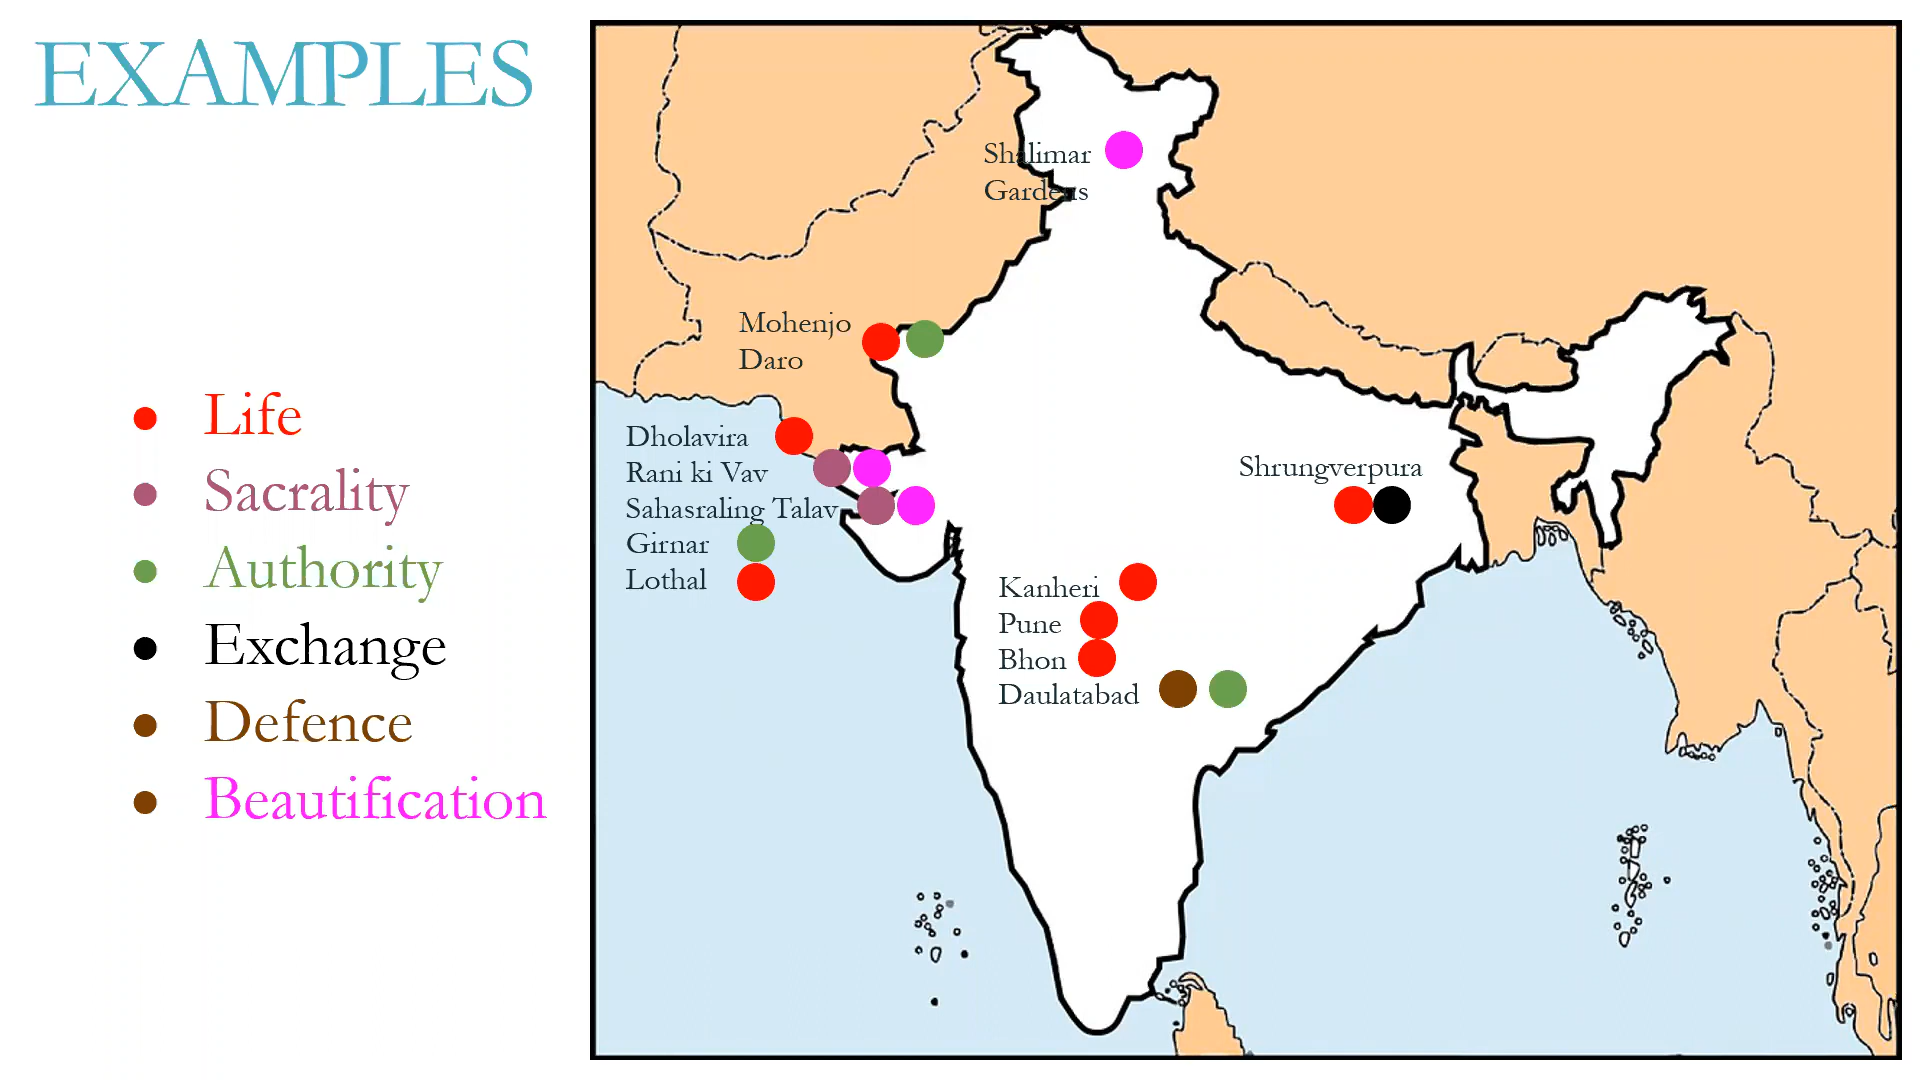 EXAMPLES
Life
Sacrality
Authority
Exchange
Defence
Beautification
Shalimar
Gardens
Mohenjo
Daro
Dholavira
Rani ki Vav
Sahasraling Talav
Girnar
Lothal
Shrungverpura
Kanheri
Pune
Bhon
Daulatabad